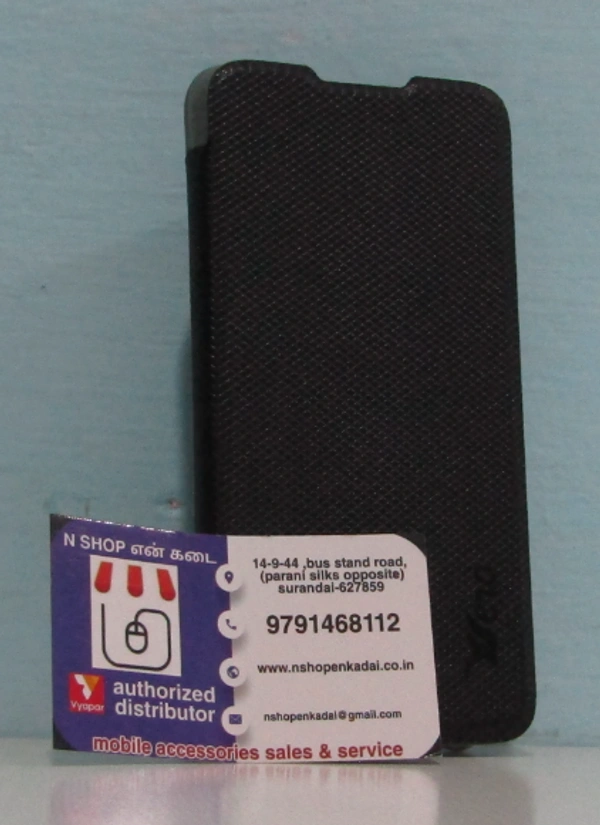 N SHOP என் கடை
Vyapar
authorized
distributor
14-9-44 ,bus stand road,
(parani silks opposite)
surandai-627859
9791468112
www.nshopenkadai.co.in
nshopenkadai@gmail.com
mobile accessories sales & service